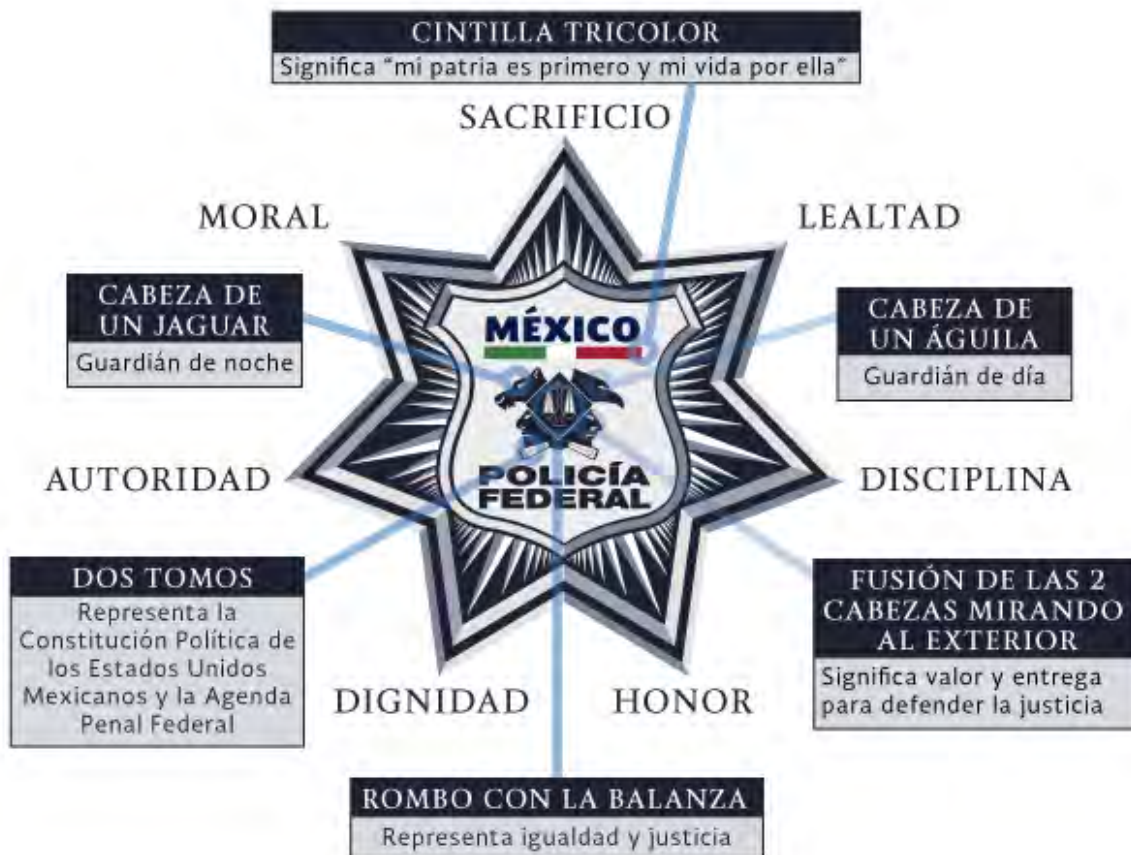 CINTILLA TRICOLOR
Significa “mi patria es primero y mi vida por ella”
SACRIFICIO
MORAL
LEALTAD
CABEZA DE
UN JAGUAR
Guardián de noche
MÉXICO
CABEZA DE
UN ÁGUILA
Guardián de día
AUTORIDAD
POLICÍA
FEDERAL
DISCIPLINA
DOS TOMOS
Representa la
Constitución Política de
los Estados Unidos
Mexicanos y la Agenda
Penal Federal
FUSIÓN DE LAS 2
CABEZAS MIRANDO
AL EXTERIOR
Significa valor y entrega
para defender la justicia
DIGNIDAD
HONOR
ROMBO CON LA BALANZA
Representa igualdad y justicia